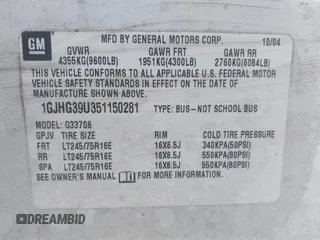 GM
MFD BY GENERAL MOTORS CORP. 10/04
GVWR GAWR FRT GAWR RR
4355KG(9600LB) 1951KG(4300LB) 2760KG(6084LB)
THIS VEHICLE CONFORMS TO ALL APPLICABLE U.S. FEDERAL
MOTOR VEHICLE SAFETY STANDARDS IN EFFECT ON THE DATE OF
MANUFACTURE SHOWN ABOVE.
1GJHG39U351150281 TYPE: BUS-NOT SCHOOL BUS
G33706
GPJV TIRE SIZE RIM COLD TIRE PRESSURE
FRT LT245/75R16E 16X6.5J 340KPA(50PSI)
RR LT245/75R16E 16X6.5J 550KPA(80PSI)
SPA LT245/75R16E 16X6.5J 550KPA(80PSI)
SEE OWNER'S MANUAL FOR ADDITIONAL INFORMATION
AUTOBIDMASTER